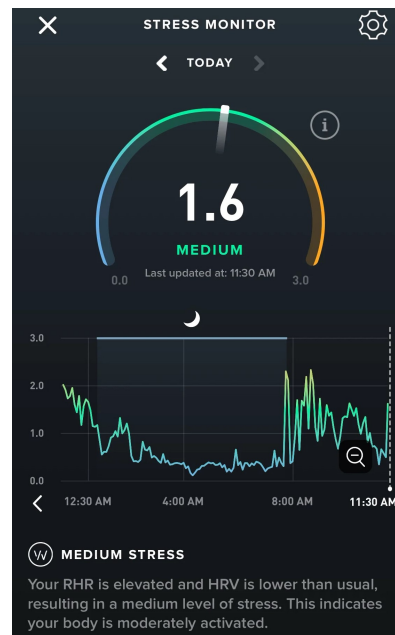 STRESS MONITOR
TODAY
i
1.6
MEDIUM
Last updated at: 11:30 AM
0.0
3.0
3.0
2.0
1.0
0.0
12:30 AM
4:00 AM
8:00 AM
11:30 AM
W MEDIUM STRESS
Your RHR is elevated and HRV is lower than usual,
resulting in a medium level of stress. This indicates
your body is moderately activated.